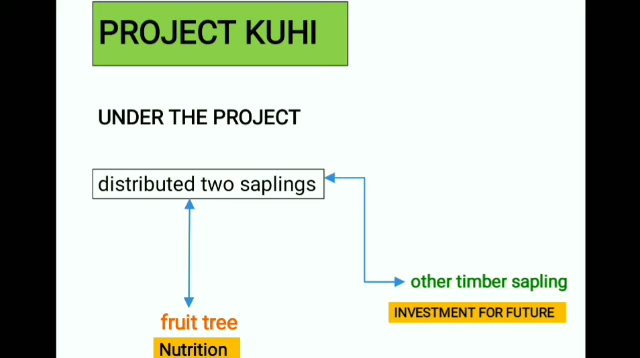 PROJECT KUHI
UNDER THE PROJECT
distributed two saplings
other timber sapling
INVESTMENT FOR FUTURE
fruit tree
Nutrition